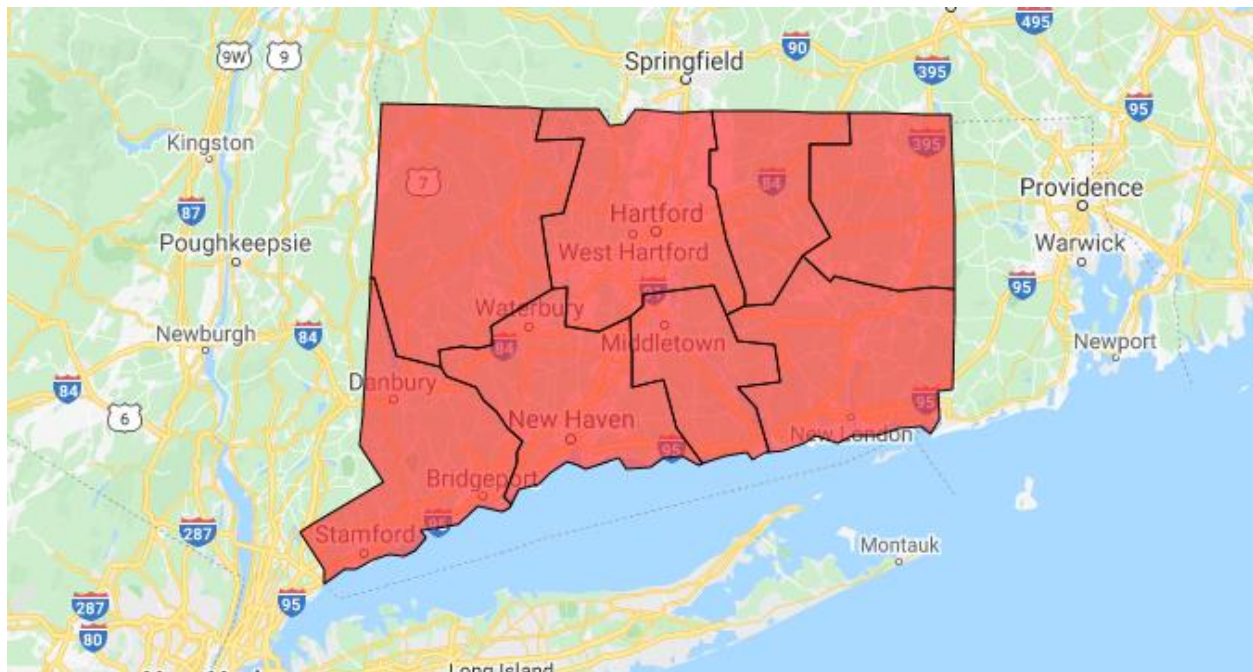 495
9W
9
90
Springfield
395
95
Kingston
395
7
84
Providence
87
Hartford
Poughkeepsie
West Hartford
Warwick
95
95
Waterbury
Newburgh
84
Middletown
Newport
84
84
Danbury
6
95
New Haven
New London
95
Bridgeport
95
287
Stamford
Montauk
95
287
80
Long Island